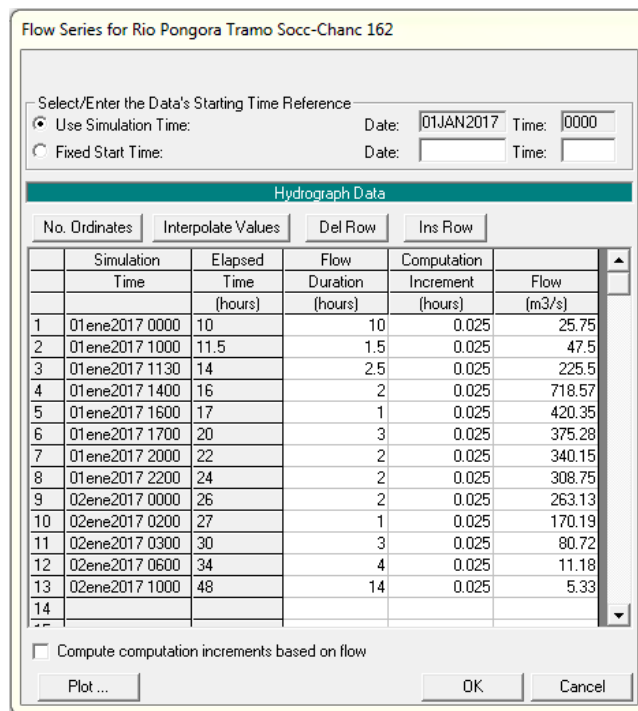 Flow Series for Rio Pongora Tramo Socc-Chanc 162
Select/Enter the Data's Starting Time Reference
Use Simulation Time: Date: 01JAN2017 Time: 0000
Fixed Start Time: Date: Time:
Hydrograph Data
No. Ordinates Interpolate Values Del Row Ins Row
Simulation Elapsed Flow Computation
Time Time Duration Increment Flow
(hours) (hours) (hours) (m3/s)
1 01ene2017 0000 10 10 0.025 25.75
2 01ene2017 1000 11.5 1.5 0.025 47.5
3 01ene2017 1130 14 2.5 0.025 225.5
4 01ene2017 1400 16 2 0.025 718.57
5 01ene2017 1600 17 1 0.025 420.35
6 01ene2017 1700 20 3 0.025 375.28
7 01ene2017 2000 22 2 0.025 340.15
8 01ene2017 2200 24 2 0.025 308.75
9 02ene2017 0000 26 2 0.025 263.13
10 02ene2017 0200 27 1 0.025 170.19
11 02ene2017 0300 30 3 0.025 80.72
12 02ene2017 0600 34 4 0.025 11.18
13 02ene2017 1000 48 14 0.025 5.33
14
Compute computation increments based on flow
Plot ... OK Cancel